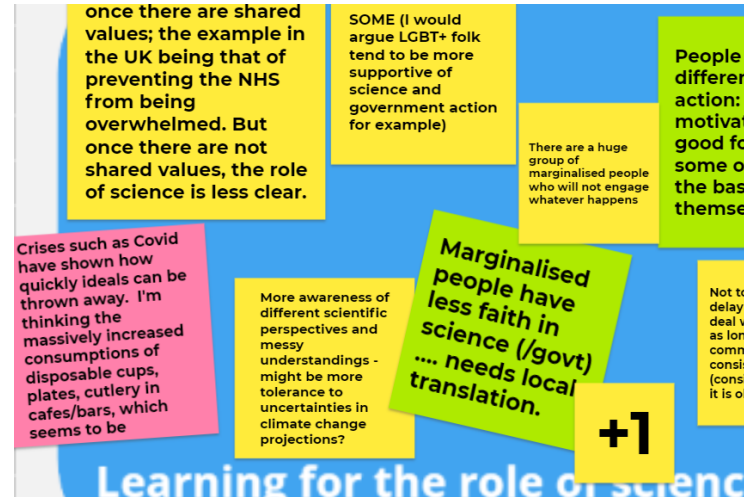 once there are shared
values; the example in
the UK being that of
preventing the NHS
from being
overwhelmed. But
once there are not
shared values, the role
of science is less clear.
SOME (I would
argue LGBT+ folk
tend to be more
supportive of
science and
government action
for example)
There are a huge
group of
marginalised people
who will not engage
whatever happens
People
action:
good fo
some o
the bas
Crises such as Covid
have shown how
quickly ideals can be
thrown away. I'm
thinking the
massively increased
consumptions of
disposable cups,
plates, cutlery in
cafes/bars, which
seems to be
More awareness of
different scientific
perspectives and
messy
understandings -
might be more
tolerance to
uncertainties in
climate change
projections?
Marginalised
people have
less faith in
science (/govt)
.... needs local
translation.
+1
Not to
delay
deal w
as lon
comm
consis
(cons
it is o
Learning for the role of